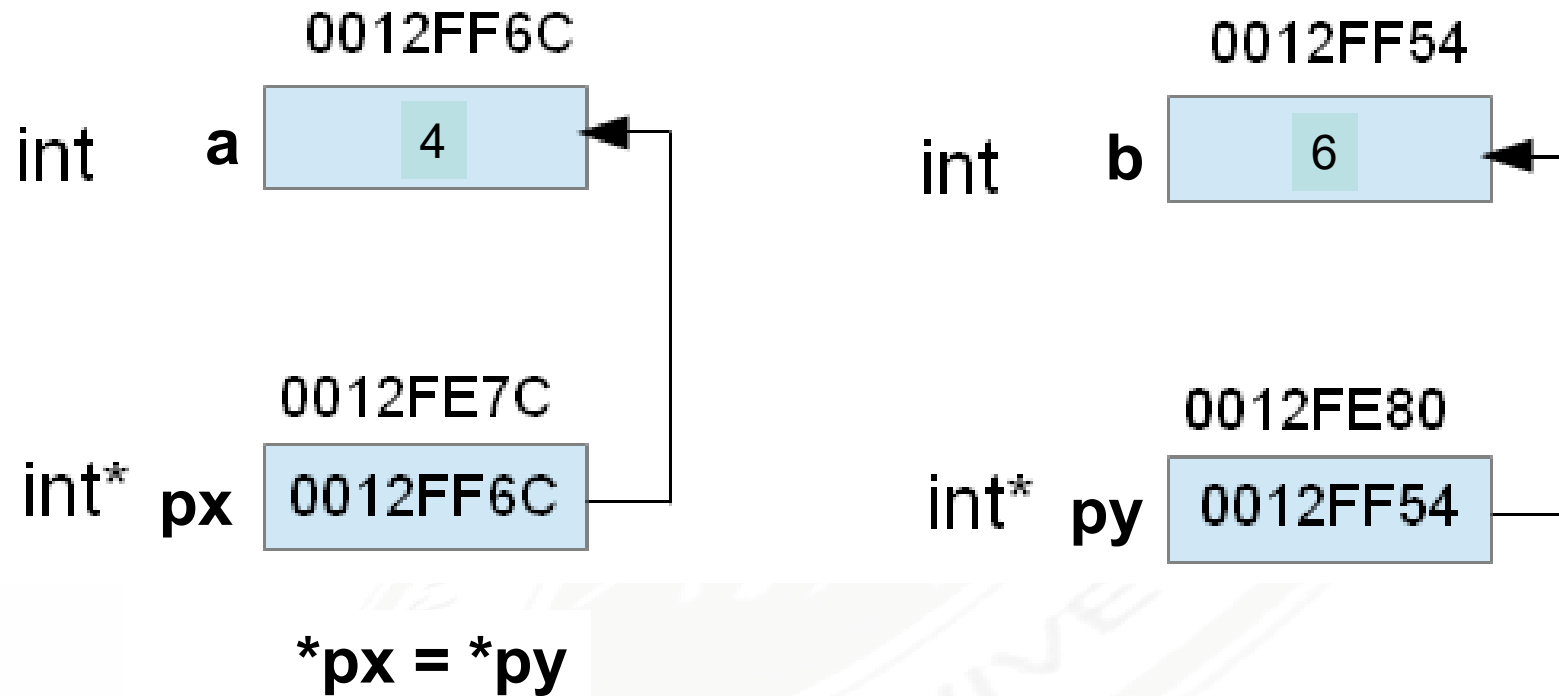 0012FF6C
int a 4
0012FE7C
int* px 0012FF6C
0012FF54
int b 6
0012FE80
int* py 0012FF54
*px = *py